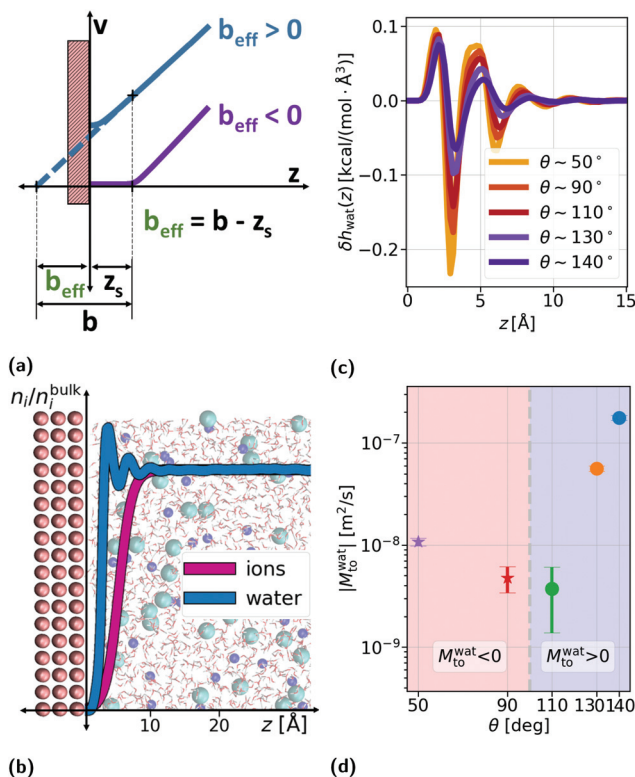 v
b_eff > 0
b_eff < 0
z
b_eff = b - z_s
b_eff
z_s
b
(a)
0.1
0.0
−0.1
−0.2
δh_wat(z) [kcal/(mol · Å³)]
θ ~ 50°
θ ~ 90°
θ ~ 110°
θ ~ 130°
θ ~ 140°
0 5 10 15
z [Å]
(c)
n_i/n_i^bulk
ions
water
10 20
z [Å]
(b)
|M_to^wat| [m²/s]
10⁻⁷
10⁻⁸
10⁻⁹
M_to^wat<0
M_to^wat>0
50 90 110 130 140
θ [deg]
(d)